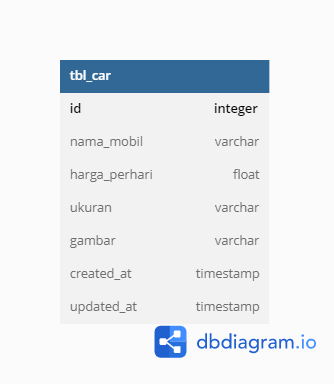 tbl_car
id integer
nama_mobil varchar
harga_perhari float
ukuran varchar
gambar varchar
created_at timestamp
updated_at timestamp
dbdiagram.io